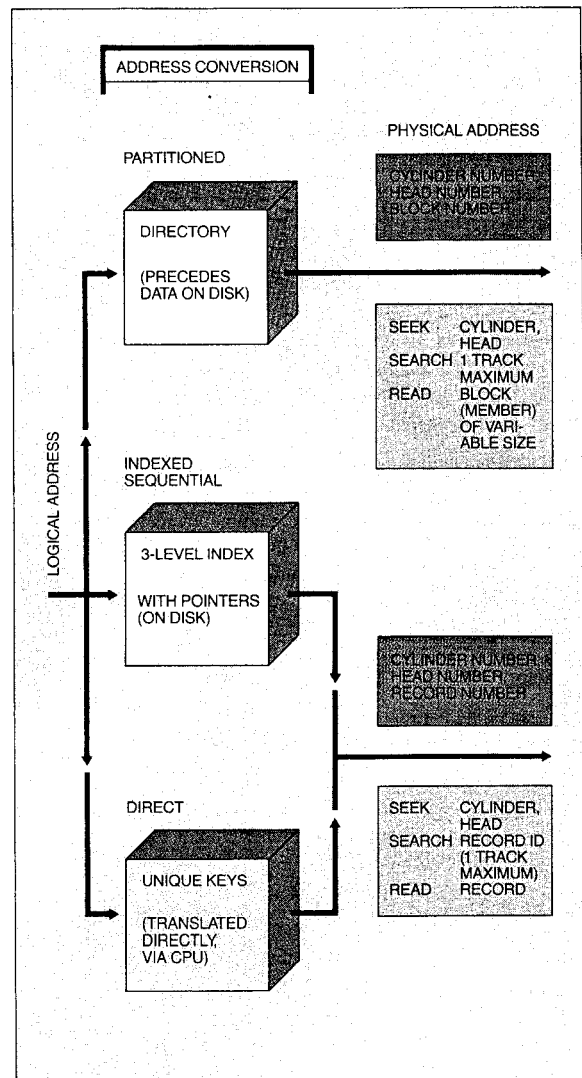 ADDRESS CONVERSION
PHYSICAL ADDRESS
PARTITIONED
CYLINDER NUMBER
HEAD NUMBER
BLOCK NUMBER
DIRECTORY
(PRECEDES
DATA ON DISK)
SEEK CYLINDER,
HEAD
SEARCH 1 TRACK
MAXIMUM
READ BLOCK
(MEMBER)
OF VARI-
ABLE SIZE
LOGICAL ADDRESS
INDEXED
SEQUENTIAL
3-LEVEL INDEX
WITH POINTERS
(ON DISK)
CYLINDER NUMBER
HEAD NUMBER
RECORD NUMBER
DIRECT
UNIQUE KEYS
(TRANSLATED
DIRECTLY,
VIA CPU)
SEEK CYLINDER,
HEAD
SEARCH RECORD ID
(1 TRACK
MAXIMUM)
READ RECORD